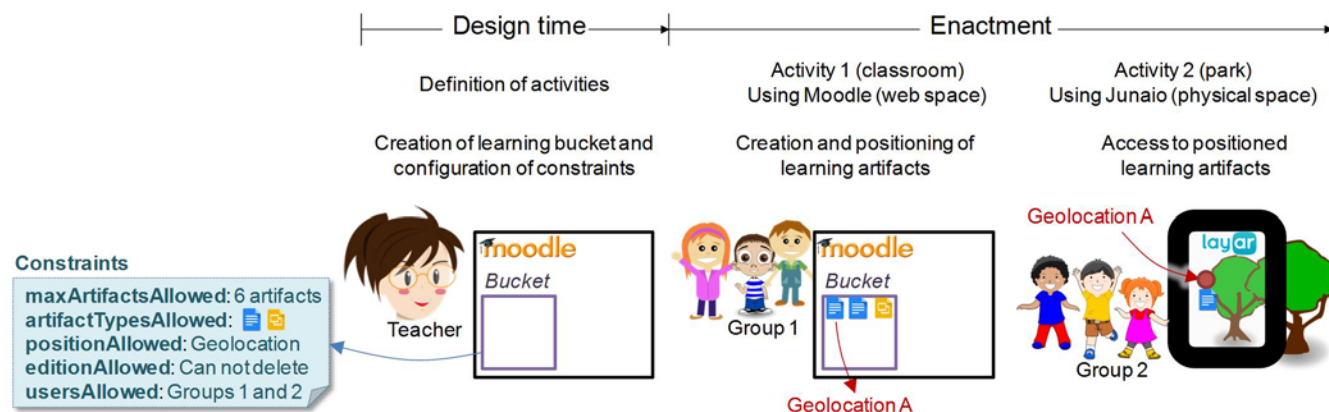 Design time
Enactment
Definition of activities
Activity 1 (classroom)
Using Moodle (web space)
Activity 2 (park)
Using Junaio (physical space)
Creation of learning bucket and
configuration of constraints
Creation and positioning of
learning artifacts
Access to positioned
learning artifacts
Constraints
maxArtifactsAllowed: 6 artifacts
artifactTypesAllowed:
positionAllowed: Geolocation
editionAllowed: Can not delete
usersAllowed: Groups 1 and 2
Teacher
moodle
Bucket
Group 1
moodle
Bucket
Geolocation A
Geolocation A
layar
Group 2